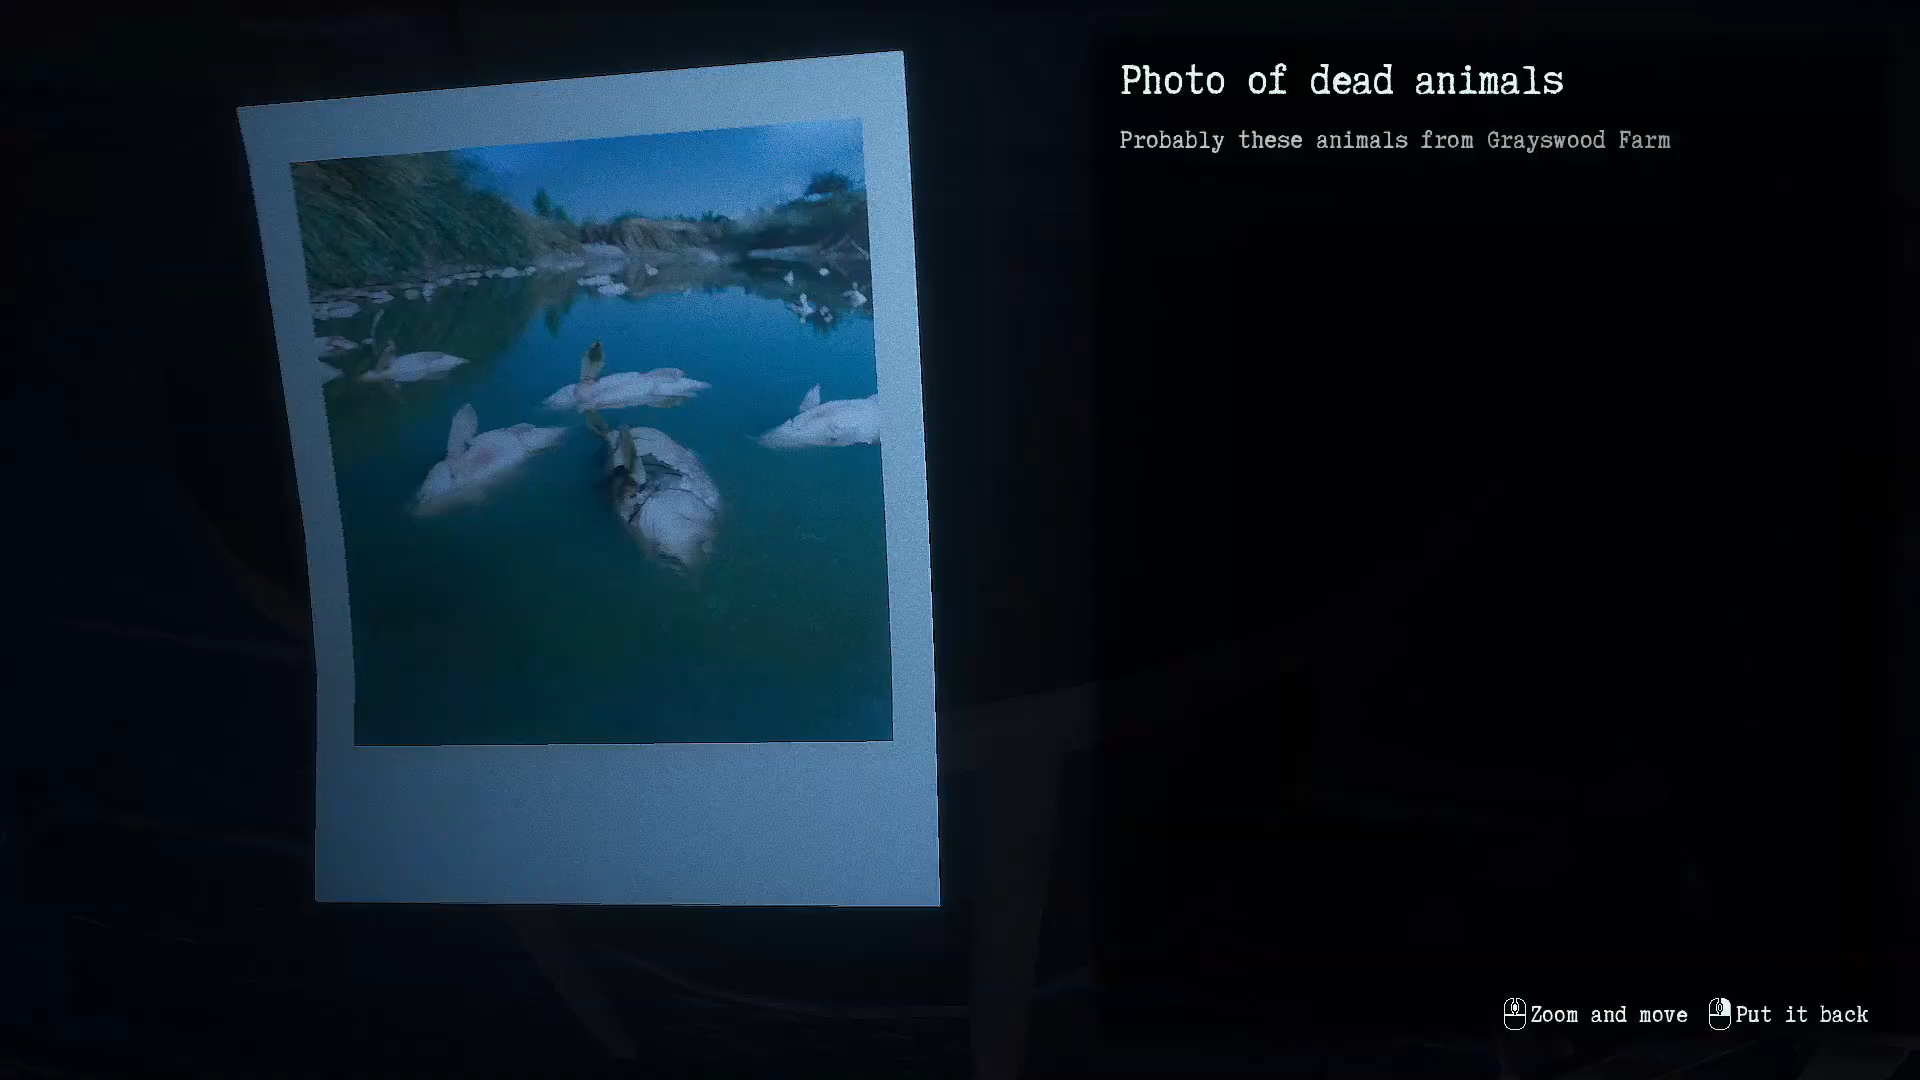 Photo of dead animals
Probably these animals from Grayswood Farm
Zoom and move Put it back